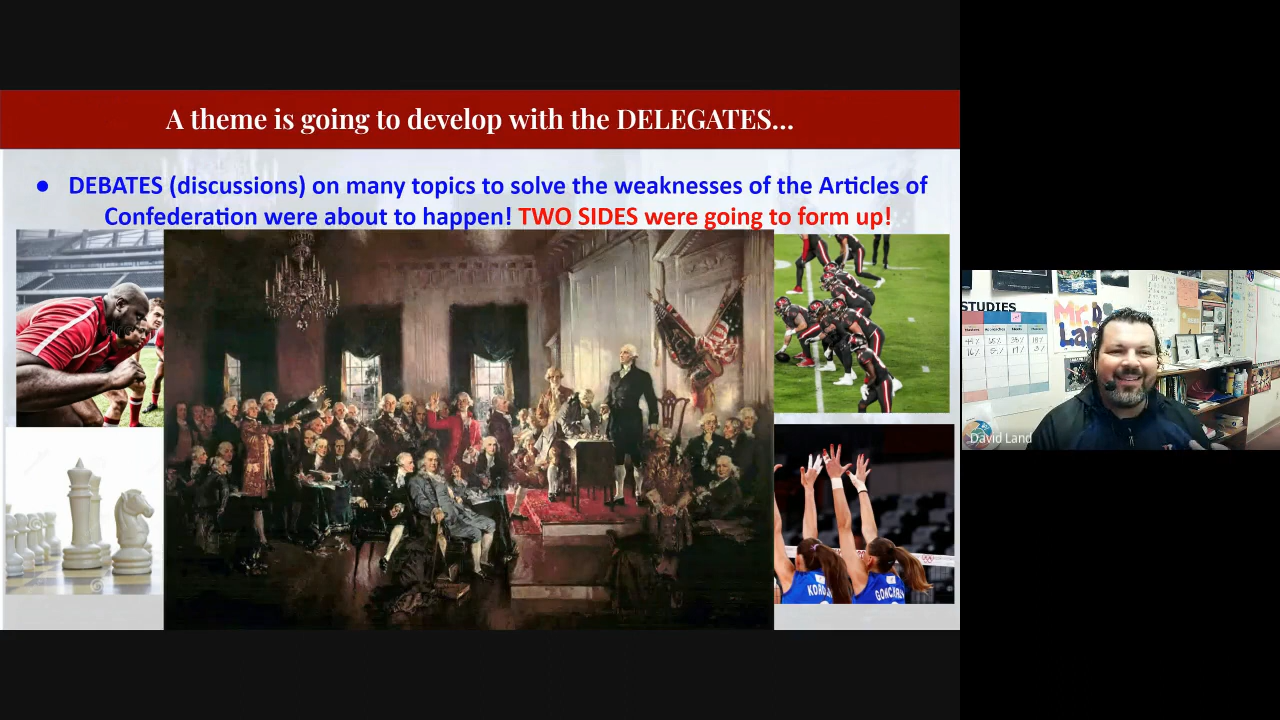 A theme is going to develop with the DELEGATES...
● DEBATES (discussions) on many topics to solve the weaknesses of the Articles of
Confederation were about to happen! TWO SIDES were going to form up!
STUDIES
Mr.
David Land